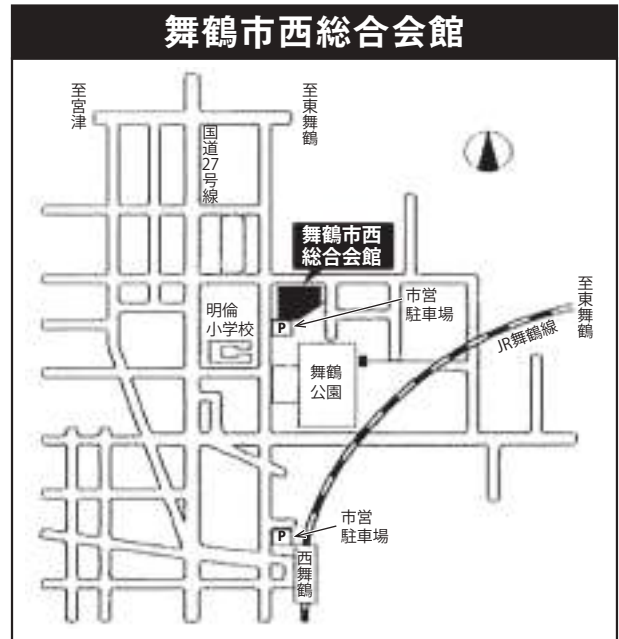 舞鶴市西総合会館
至宮津
至東舞鶴
国道27号線
舞鶴市西
総合会館
至東舞鶴
市営
駐車場
明倫
小学校
P
JR舞鶴線
舞鶴
公園
市営
駐車場
P
西舞鶴